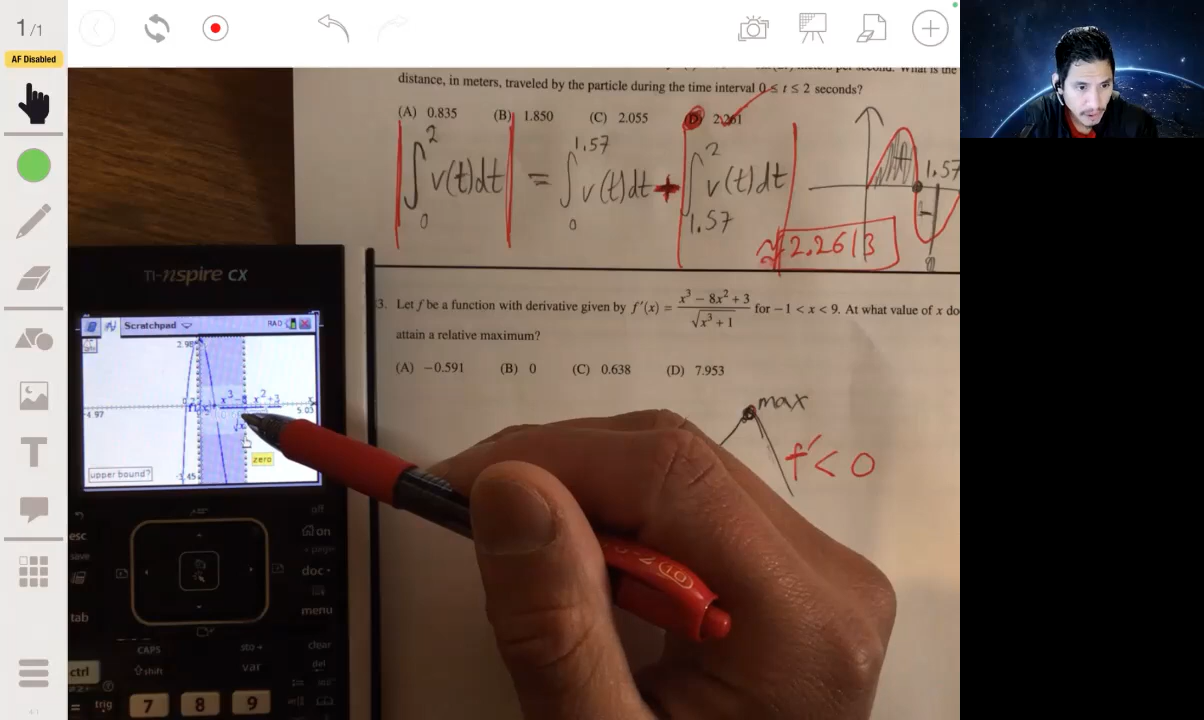 1/1
AF Disabled
T
distance, in meters, traveled by the particle during the time interval 0 ≤ t ≤ 2 seconds?
(A) 0.835 (B) 1.850 (C) 2.055 (D) 2.261
|∫₀² v(t)dt| = ∫₀^1.57 v(t)dt + |∫_1.57^2 v(t)dt|
1.57
≈ 2.2613
TI-nspire CX
Scratchpad RAD
2.98
-4.97
5.03
zero
upper bound?
3. Let f be a function with derivative given by f'(x) = (x³ − 8x² + 3)/√(x³ + 1) for −1 < x < 9. At what value of x do
attain a relative maximum?
(A) −0.591 (B) 0 (C) 0.638 (D) 7.953
max
f' < 0
off
esc
on
save
+ page
doc
tab
menu
CAPS
sto→
clear
ctrl
shift
var
del
= trig 7 8 9